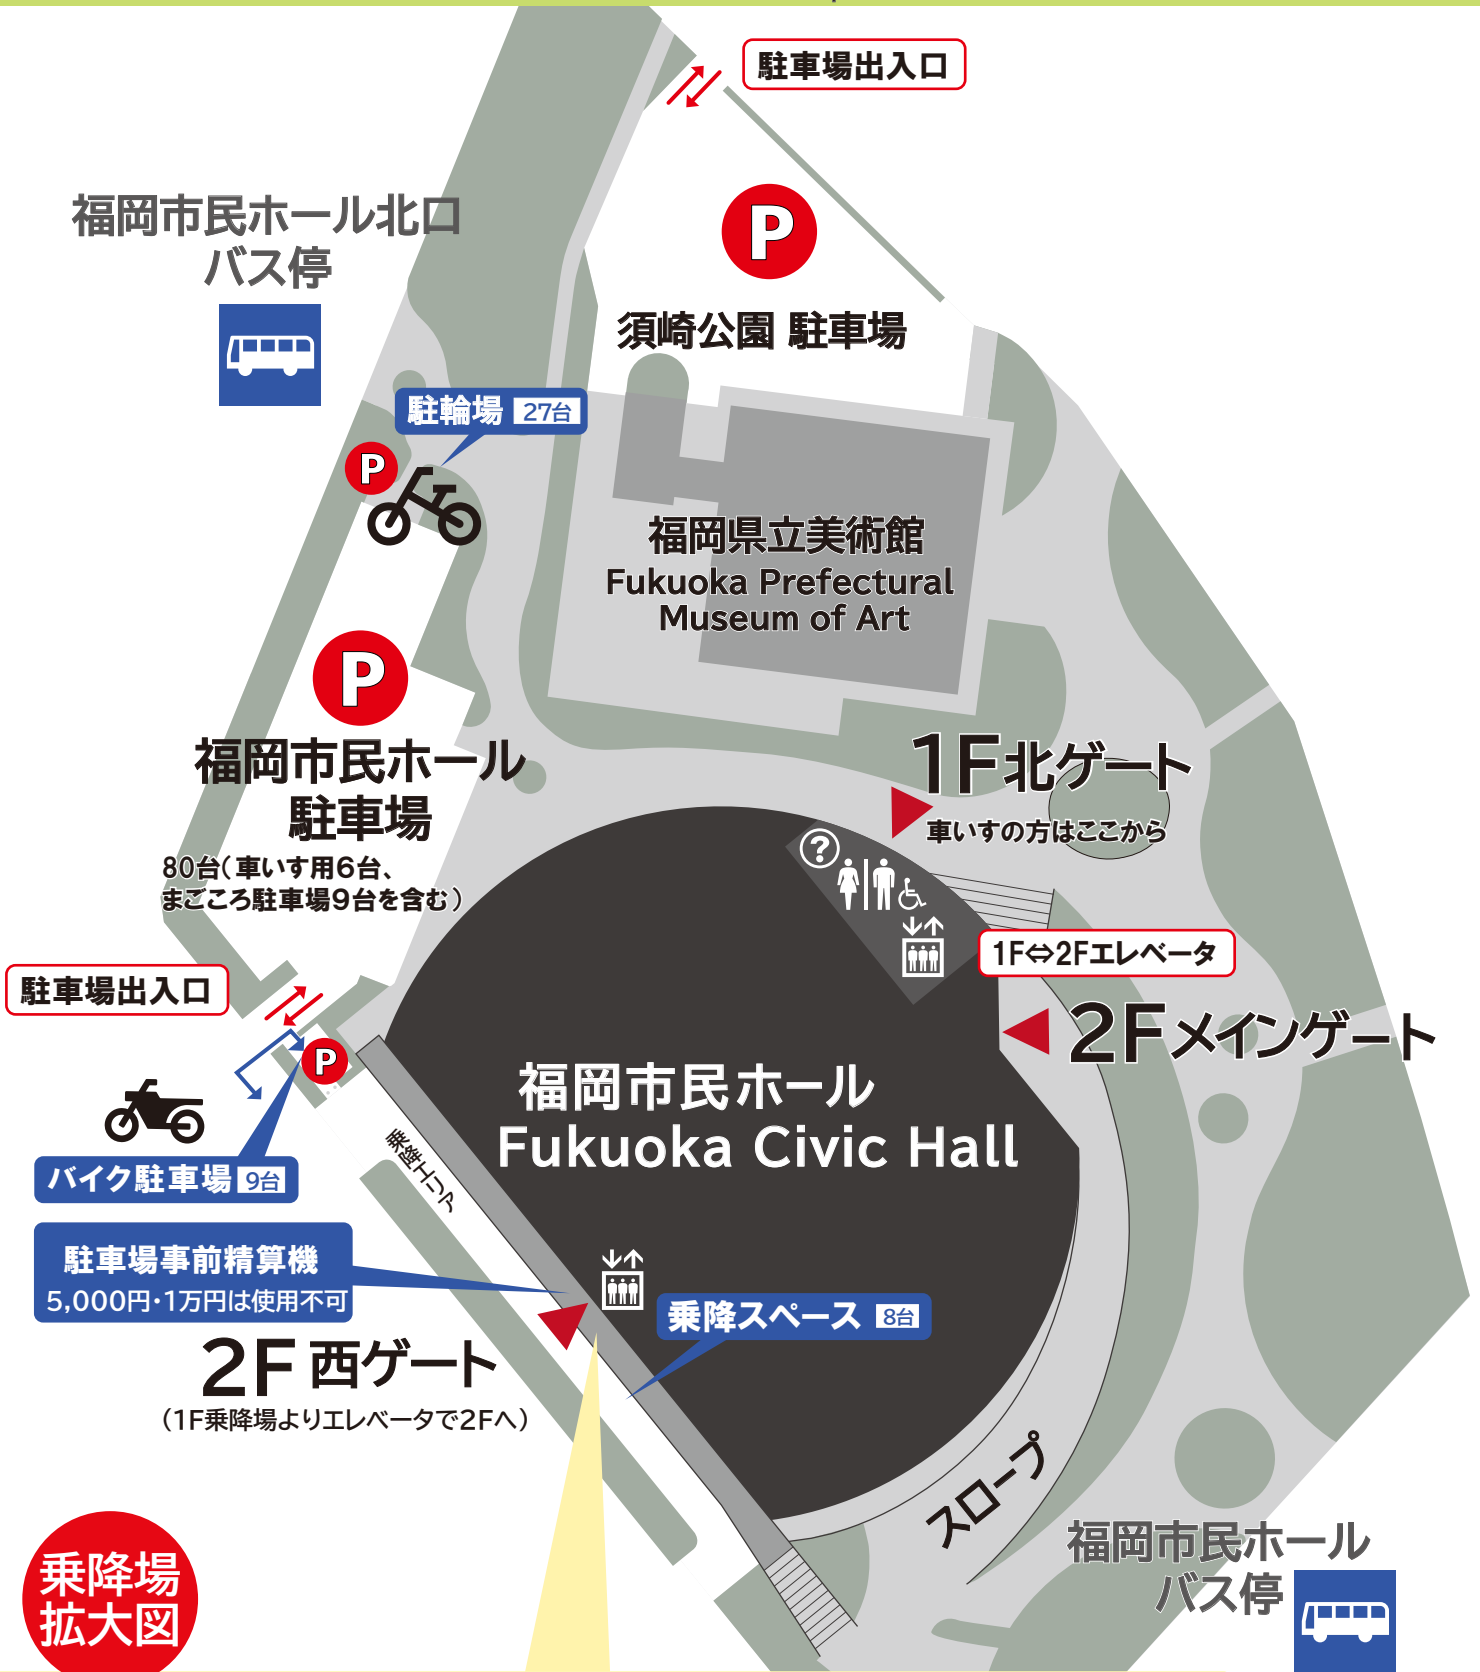 駐車場出入口
P
福岡市民ホール北口
バス停
須崎公園 駐車場
駐輪場 27台
P
福岡県立美術館
Fukuoka Prefectural
Museum of Art
P
福岡市民ホール
駐車場
80台(車いす用6台、
まごころ駐車場9台を含む)
1F北ゲート
車いすの方はここから
?
1F⇔2Fエレベータ
駐車場出入口
P
2Fメインゲート
福岡市民ホール
Fukuoka Civic Hall
乗降エリア
バイク駐車場 9台
駐車場事前精算機
5,000円・1万円は使用不可
乗降スペース 8台
2F 西ゲート
(1F乗降場よりエレベータで2Fへ)
スロープ
福岡市民ホール
バス停
乗降場
拡大図